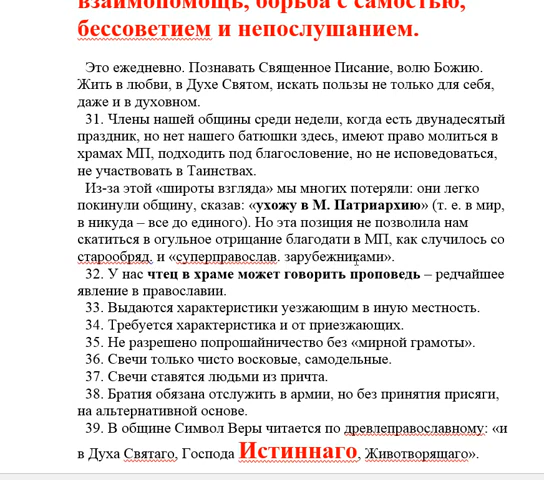 взаимопомощь, борьба с самостью,
бессоветием и непослушанием.
Это ежедневно. Познавать Священное Писание, волю Божию.
Жить в любви, в Духе Святом, искать пользы не только для себя,
даже и в духовном.
31. Члены нашей общины среди недели, когда есть двунадесятый
праздник, но нет нашего батюшки здесь, имеют право молиться в
храмах МП, подходить под благословение, но не исповедоваться,
не участвовать в Таинствах.
Из-за этой «широты взгляда» мы многих потеряли: они легко
покинули общину, сказав: «ухожу в М. Патриархию» (т. е. в мир,
в никуда – все до единого). Но эта позиция не позволила нам
скатиться в огульное отрицание благодати в МП, как случилось со
старообряд. и «суперправослав. зарубежниками».
32. У нас чтец в храме может говорить проповедь – редчайшее
явление в православии.
33. Выдаются характеристики уезжающим в иную местность.
34. Требуется характеристика и от приезжающих.
35. Не разрешено попрошайничество без «мирной грамоты».
36. Свечи только чисто восковые, самодельные.
37. Свечи ставятся людьми из причта.
38. Братия обязана отслужить в армии, но без принятия присяги,
на альтернативной основе.
39. В общине Символ Веры читается по древлеправославному: «и
в Духа Святаго, Господа Истиннаго, Животворящаго».